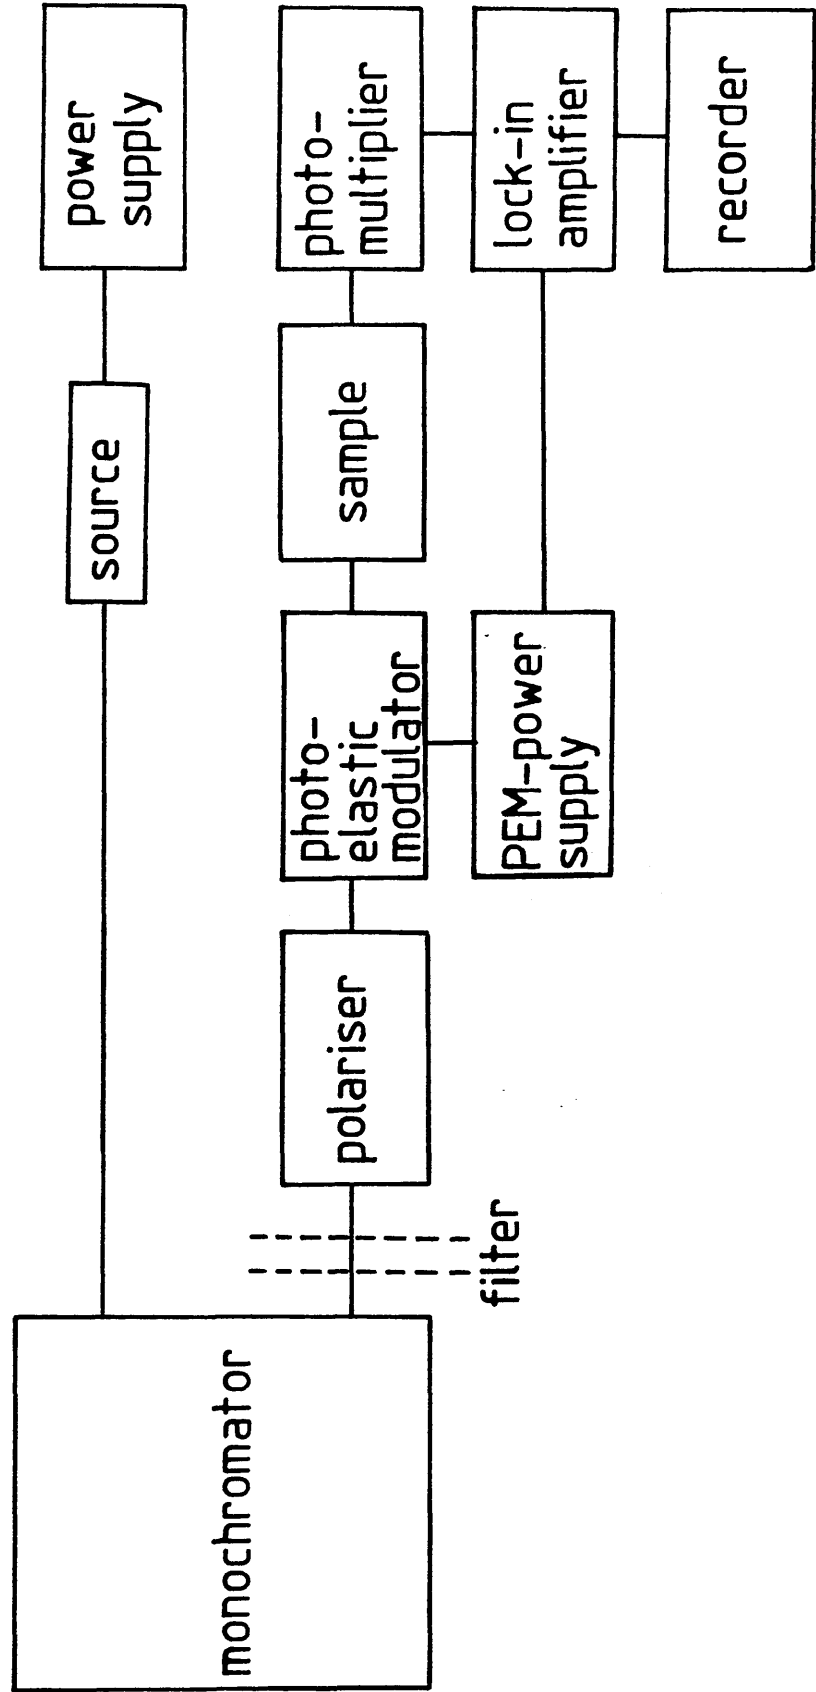 power
supply
source
monochromator
filter
polariser
photo-
elastic
modulator
sample
photo-
multiplier
PEM-power
supply
lock-in
amplifier
recorder